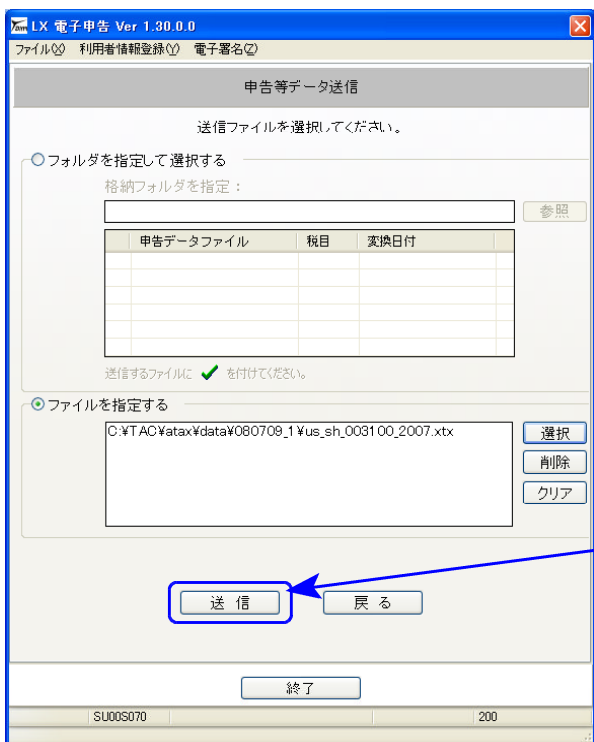 LX 電子申告 Ver 1.30.0.0
ファイル(X) 利用者情報登録(Y) 電子署名(Z)
申告等データ送信
送信ファイルを選択してください。
フォルダを指定して選択する
格納フォルダを指定：
参照
申告データファイル 税目 変換日付
送信するファイルに ✓ を付けてください。
ファイルを指定する
C:¥TAC¥atax¥data¥080709_1¥us_sh_003100_2007.xtx
選択
削除
クリア
送 信
戻 る
終了
SU00S070 200